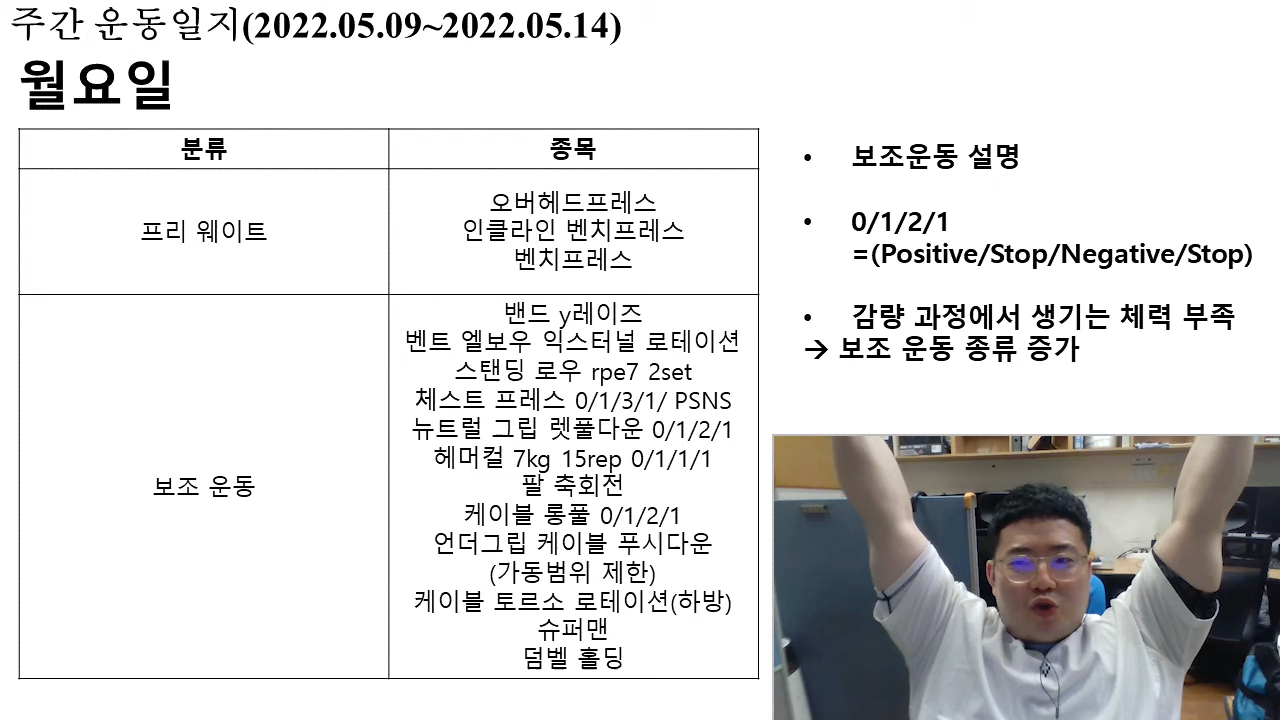 주간 운동일지(2022.05.09~2022.05.14)
월요일
분류
종목
프리 웨이트
오버헤드프레스
인클라인 벤치프레스
벤치프레스
보조 운동
밴드 y레이즈
벤트 엘보우 익스터널 로테이션
스탠딩 로우 rpe7 2set
체스트 프레스 0/1/3/1/ PSNS
뉴트럴 그립 렛풀다운 0/1/2/1
헤머컬 7kg 15rep 0/1/1/1
팔 축회전
케이블 롱풀 0/1/2/1
언더그립 케이블 푸시다운
(가동범위 제한)
케이블 토르소 로테이션(하방)
슈퍼맨
덤벨 홀딩
• 보조운동 설명
• 0/1/2/1
=(Positive/Stop/Negative/Stop)
• 감량 과정에서 생기는 체력 부족
→ 보조 운동 종류 증가